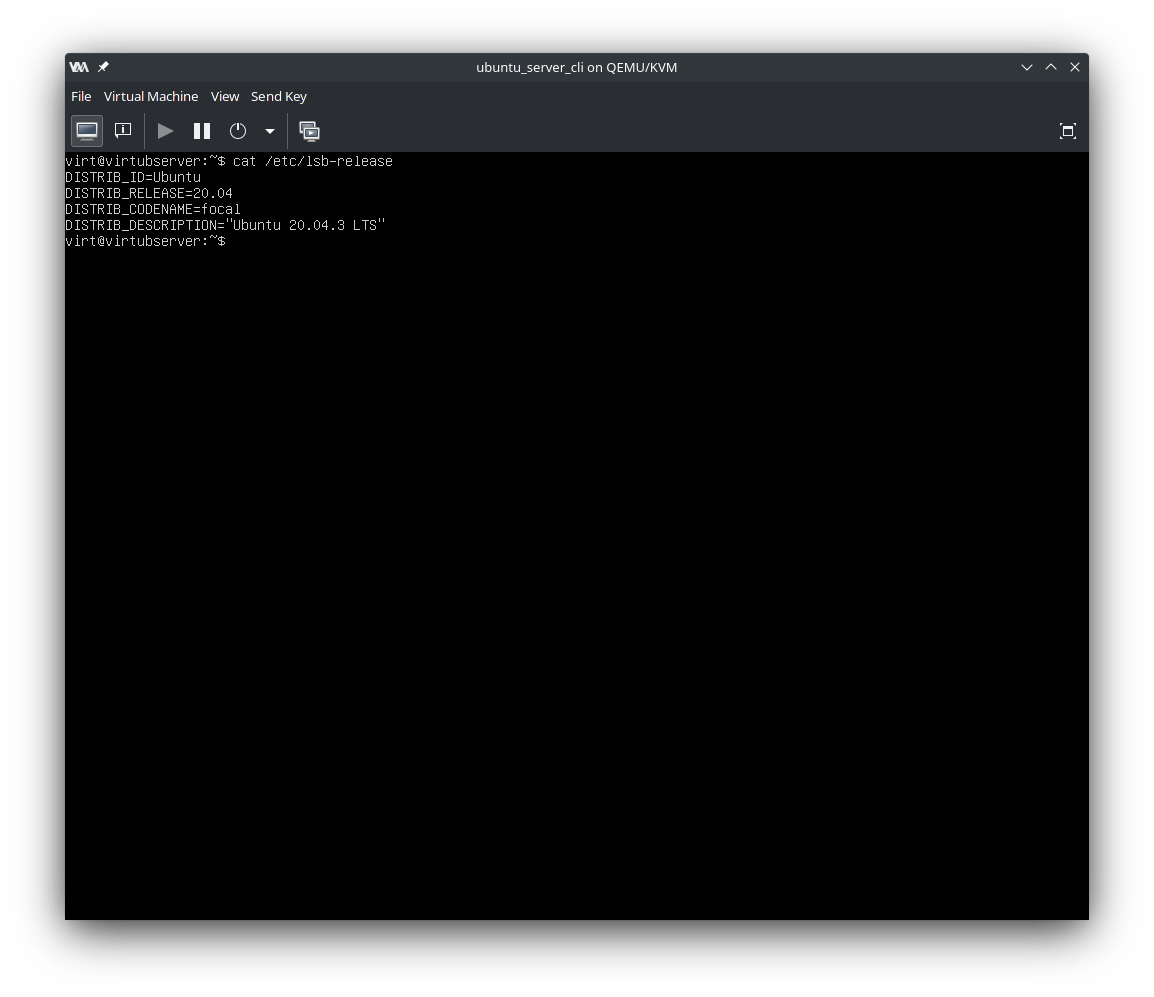 ubuntu_server_cli on QEMU/KVM
File Virtual Machine View Send Key
virt@virtubserver:~$ cat /etc/lsb-release
DISTRIB_ID=Ubuntu
DISTRIB_RELEASE=20.04
DISTRIB_CODENAME=focal
DISTRIB_DESCRIPTION="Ubuntu 20.04.3 LTS"
virt@virtubserver:~$